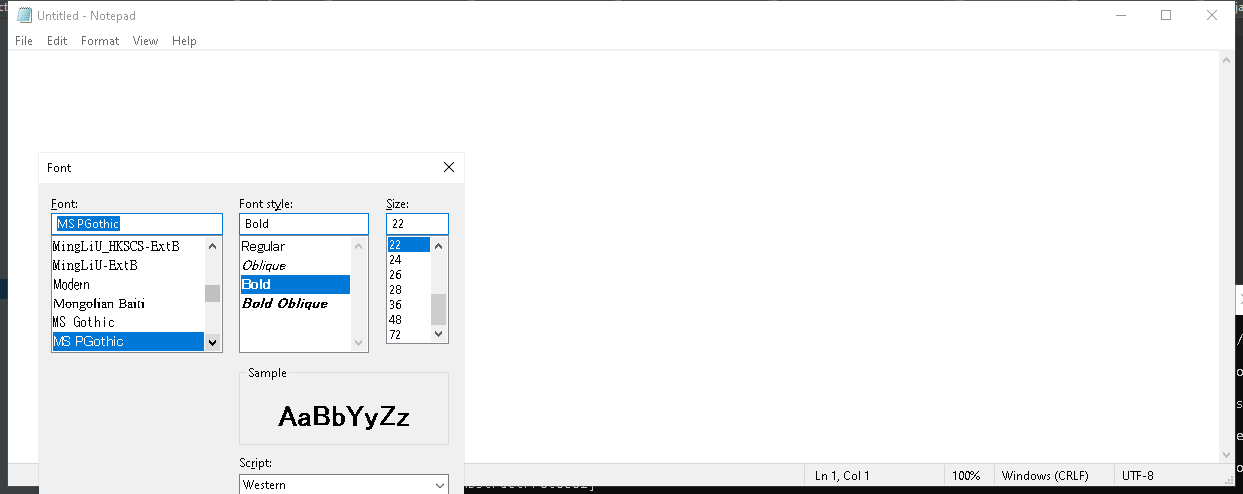 Untitled - Notepad
File Edit Format View Help
Font
Font: Font style: Size:
MS PGothic Bold 22
MingLiU_HKSCS-ExtB Regular 22
MingLiU-ExtB Oblique 24
Modern Bold 26
Mongolian Baiti Bold Oblique 28
MS Gothic 36
MS PGothic 48
72
Sample
AaBbYyZz
Script:
Western
Ln 1, Col 1 100% Windows (CRLF) UTF-8